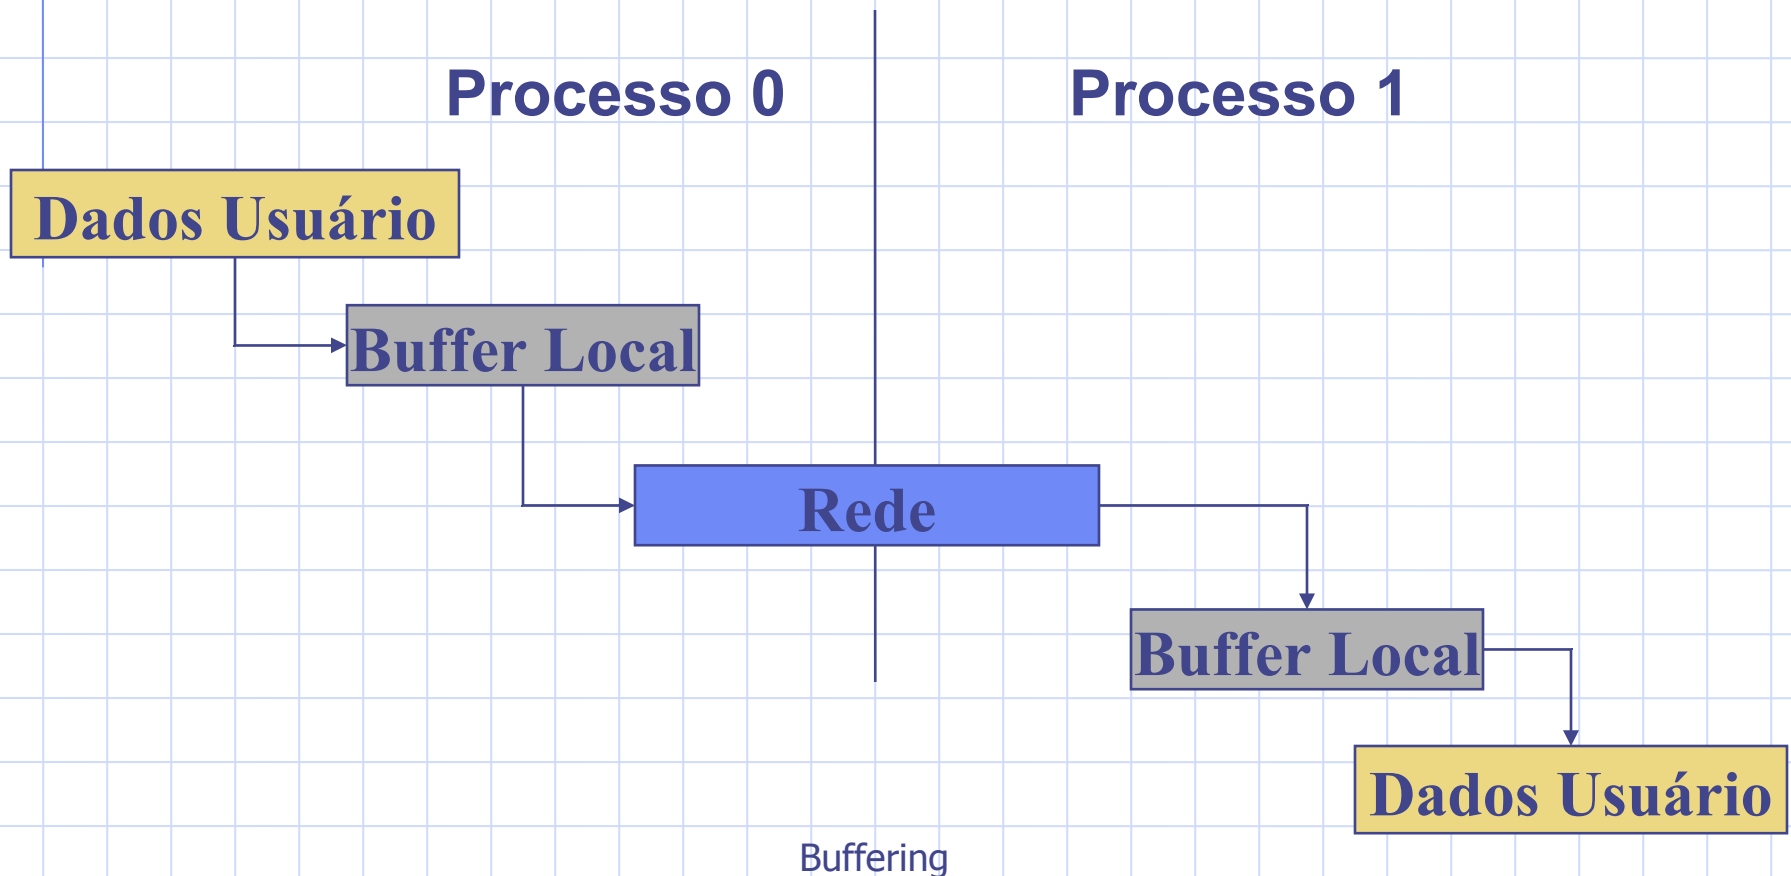 Processo 0
Processo 1
Dados Usuário
Buffer Local
Rede
Buffer Local
Dados Usuário
Buffering